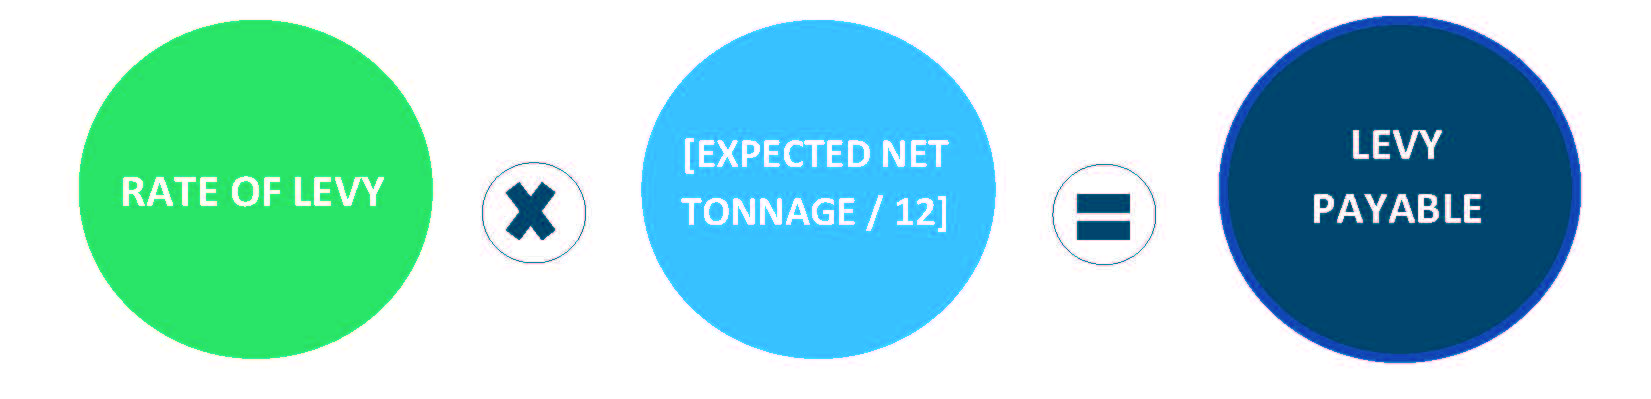 RATE OF LEVY
[EXPECTED NET
TONNAGE / 12]
LEVY
PAYABLE